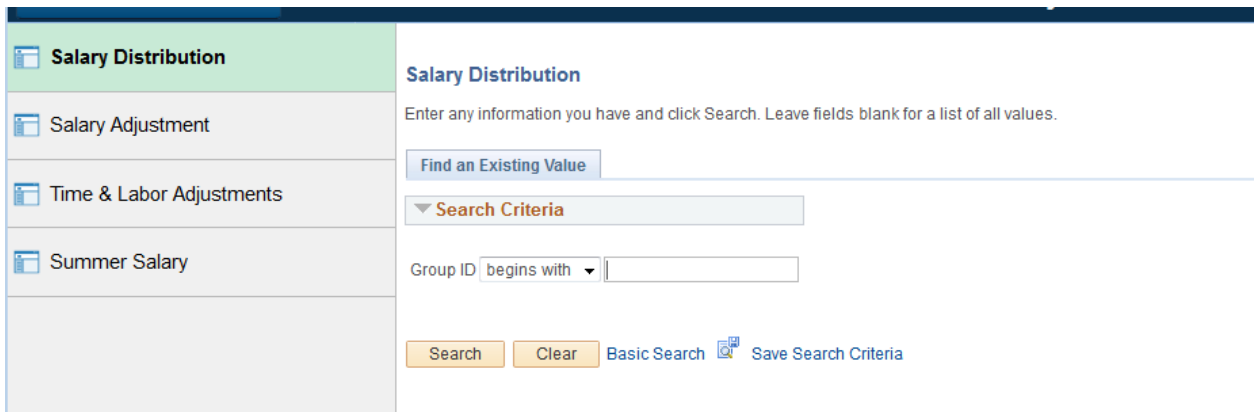 Salary Distribution
Salary Adjustment
Time & Labor Adjustments
Summer Salary
Salary Distribution
Enter any information you have and click Search. Leave fields blank for a list of all values.
Find an Existing Value
Search Criteria
Group ID begins with
Search Clear Basic Search Save Search Criteria